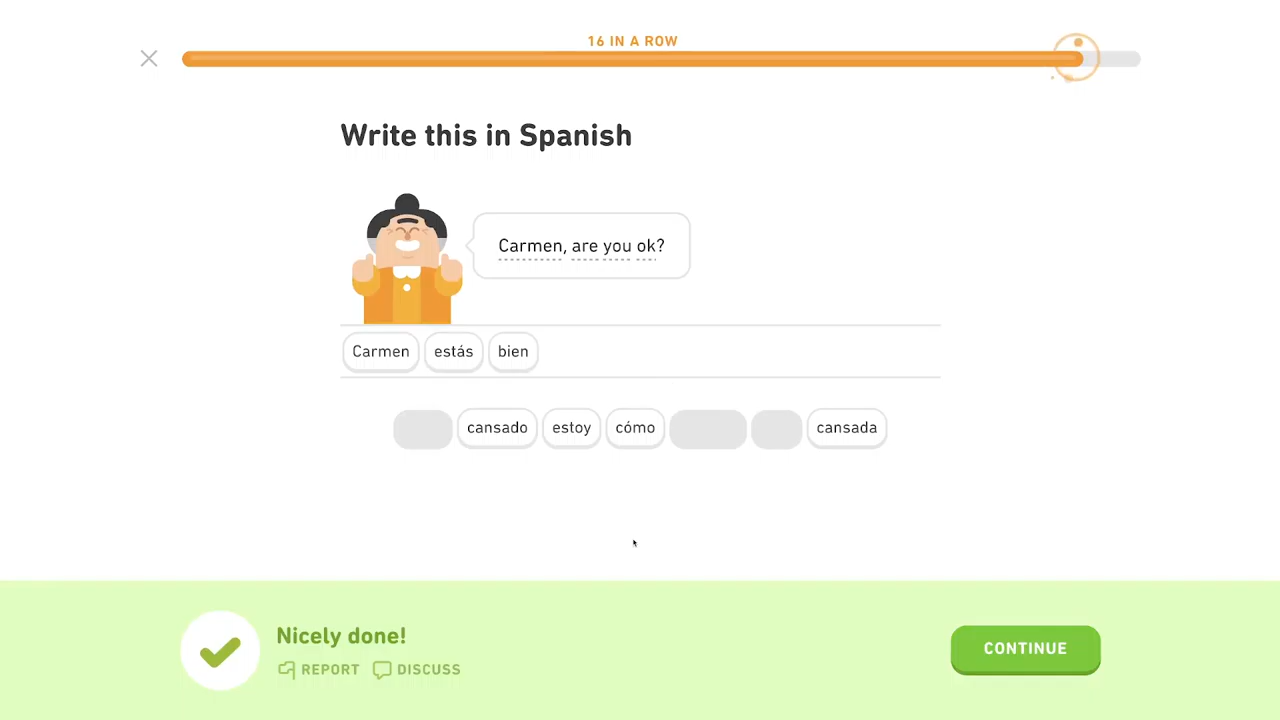 16 IN A ROW
Write this in Spanish
Carmen, are you ok?
Carmen estás bien
cansado estoy cómo cansada
Nicely done!
REPORT DISCUSS
CONTINUE